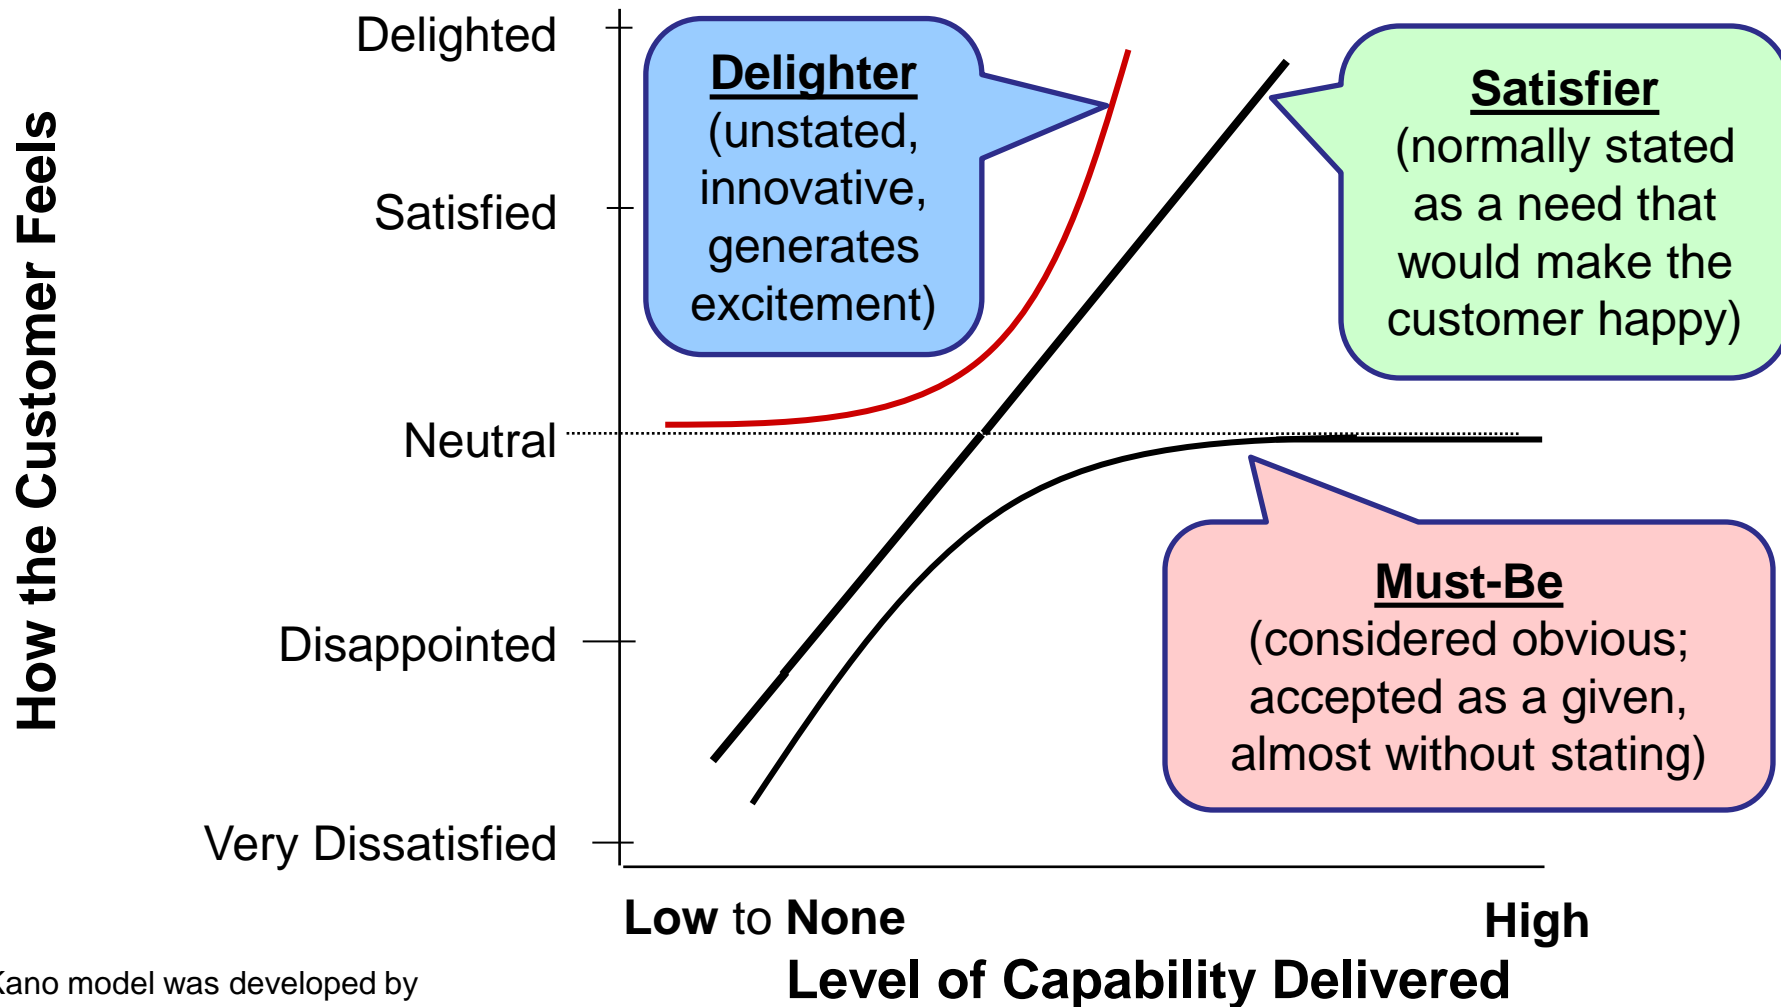 How the Customer Feels
Delighted
Satisfied
Neutral
Disappointed
Very Dissatisfied
Delighter
(unstated,
innovative,
generates
excitement)
Satisfier
(normally stated
as a need that
would make the
customer happy)
Must-Be
(considered obvious;
accepted as a given,
almost without stating)
Low to None
High
Level of Capability Delivered
Kano model was developed by